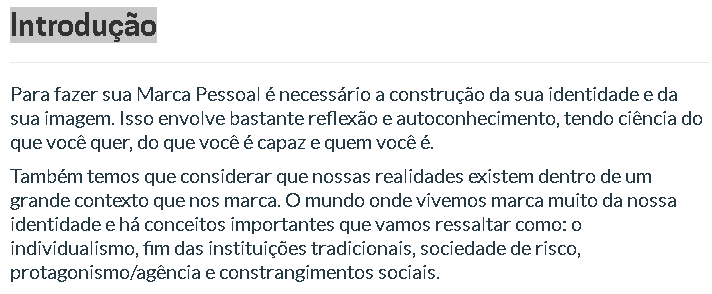 Introdução
Para fazer sua Marca Pessoal é necessário a construção da sua identidade e da
sua imagem. Isso envolve bastante reflexão e autoconhecimento, tendo ciência do
que você quer, do que você é capaz e quem você é.
Também temos que considerar que nossas realidades existem dentro de um
grande contexto que nos marca. O mundo onde vivemos marca muito da nossa
identidade e há conceitos importantes que vamos ressaltar como: o
individualismo, fim das instituições tradicionais, sociedade de risco,
protagonismo/agência e constrangimentos sociais.